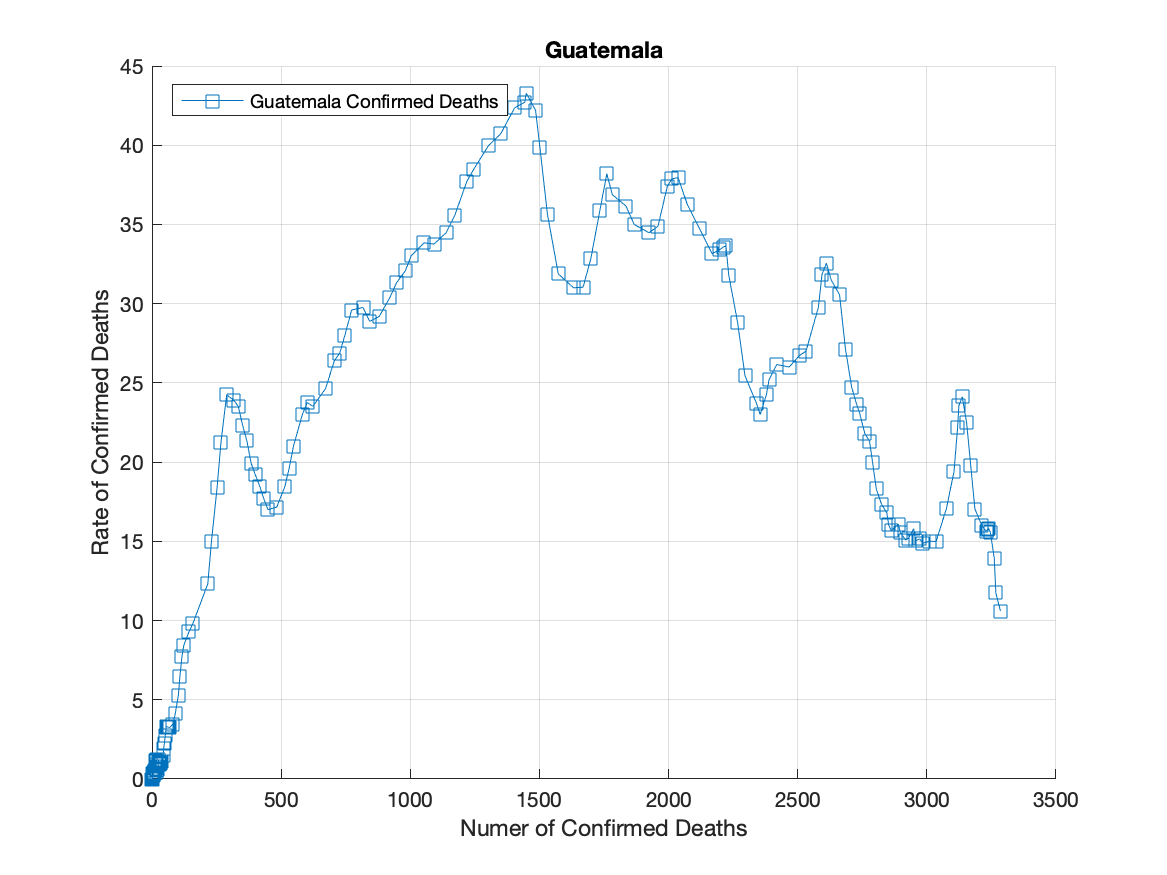 Guatemala
Guatemala Confirmed Deaths
45
40
35
30
25
20
15
10
5
0
Rate of Confirmed Deaths
0 500 1000 1500 2000 2500 3000 3500
Numer of Confirmed Deaths